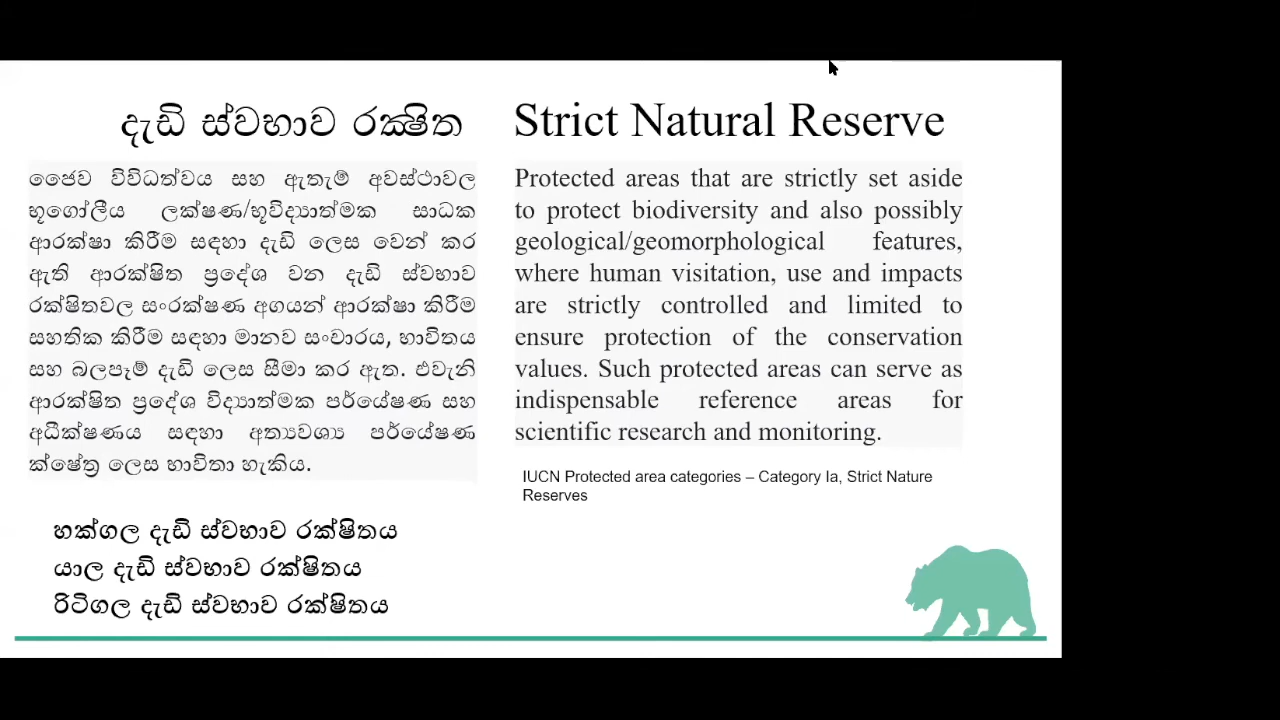 දැඩි ස්වභාව රක්‍ෂිත
ජෛව විවිධත්වය සහ ඇතැම් අවස්ථාවල
භූගෝලීය ලක්ෂණ/භූවිද්‍යාත්මක සාධක
ආරක්ෂා කිරීම සඳහා දැඩි ලෙස වෙන් කර
ඇති ආරක්ෂිත ප්‍රදේශ වන දැඩි ස්වභාව
රක්ෂිතවල සංරක්ෂණ අගයන් ආරක්ෂා කිරීම
සහතික කිරීම සඳහා මානව සංචාරය, භාවිතය
සහ බලපෑම් දැඩි ලෙස සීමා කර ඇත. එවැනි
ආරක්ෂිත ප්‍රදේශ විද්‍යාත්මක පර්යේෂණ සහ
අධීක්ෂණය සඳහා අත්‍යවශ්‍ය පර්යේෂණ
ක්ෂේත්‍ර ලෙස භාවිතා හැකිය.
හක්ගල දැඩි ස්වභාව රක්ෂිතය
යාල දැඩි ස්වභාව රක්ෂිතය
රිටිගල දැඩි ස්වභාව රක්ෂිතය
Strict Natural Reserve
Protected areas that are strictly set aside
to protect biodiversity and also possibly
geological/geomorphological features,
where human visitation, use and impacts
are strictly controlled and limited to
ensure protection of the conservation
values. Such protected areas can serve as
indispensable reference areas for
scientific research and monitoring.
IUCN Protected area categories – Category Ia, Strict Nature
Reserves